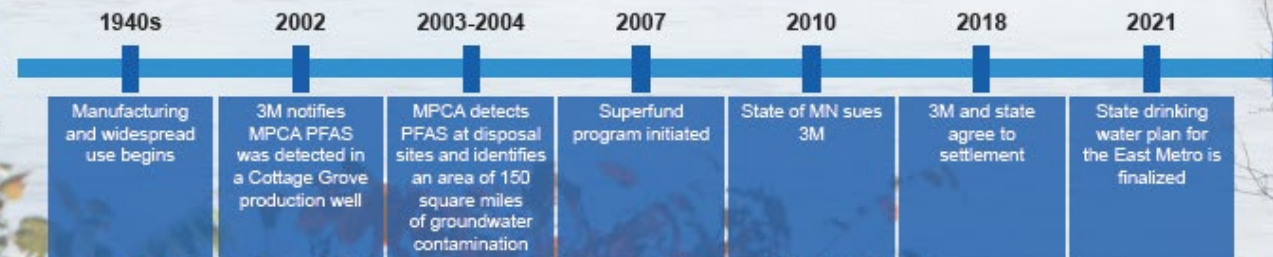 1940s
2002
2003-2004
2007
2010
2018
2021
Manufacturing
and widespread
use begins
3M notifies
MPCA PFAS
was detected in
a Cottage Grove
production well
MPCA detects
PFAS at disposal
sites and identifies
an area of 150
square miles
of groundwater
contamination
Superfund
program initiated
State of MN sues
3M
3M and state
agree to
settlement
State drinking
water plan for
the East Metro is
finalized